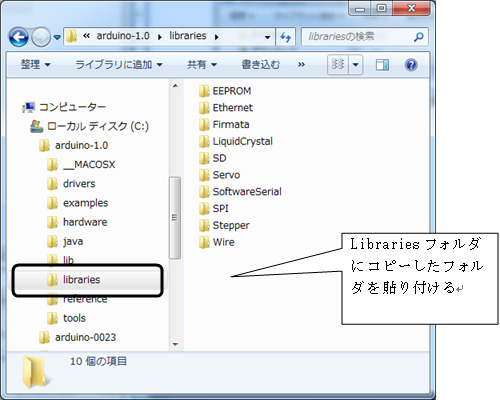 « arduino-1.0 ▸ libraries ▸
librariesの検索
整理 ▼ ライブラリに追加 ▼ 共有 ▼ 書き込む »
コンピューター
ローカル ディスク (C:)
arduino-1.0
__MACOSX
drivers
examples
hardware
java
lib
libraries
reference
tools
arduino-0023
EEPROM
Ethernet
Firmata
LiquidCrystal
SD
Servo
SoftwareSerial
SPI
Stepper
Wire
Libraries フォルダ
にコピーしたフォル
ダを貼り付ける↵
10 個の項目